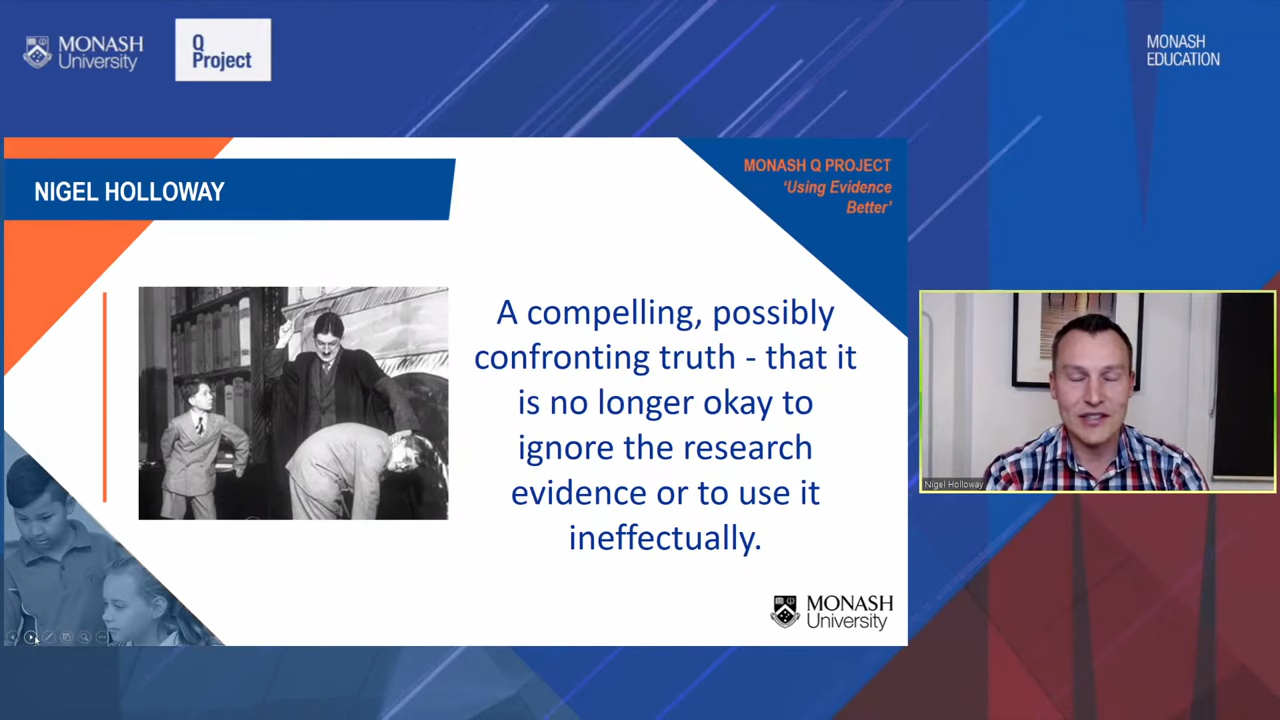 MONASH
University
Q
Project
MONASH
EDUCATION
NIGEL HOLLOWAY
MONASH Q PROJECT
‘Using Evidence
Better’
A compelling, possibly
confronting truth - that it
is no longer okay to
ignore the research
evidence or to use it
ineffectually.
MONASH
University
Nigel Holloway